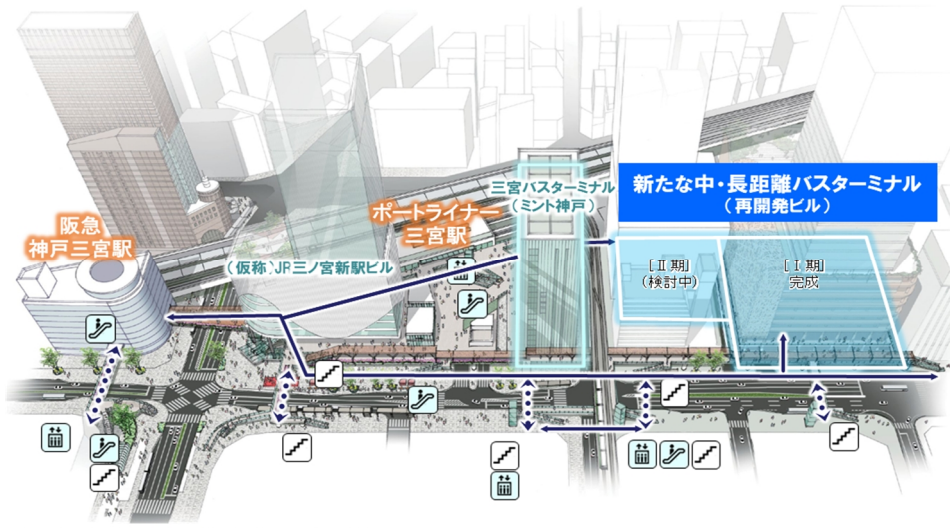 新たな中・長距離バスターミナル
(再開発ビル)
三宮バスターミナル
(ミント神戸)
ポートライナー
三宮駅
阪急
神戸三宮駅
(仮称)JR三ノ宮新駅ビル
[Ⅱ期]
(検討中)
[Ⅰ期]
完成